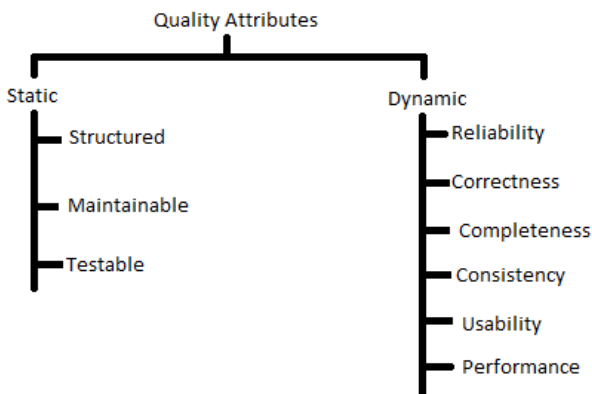 Quality Attributes
Static
Structured
Maintainable
Testable
Dynamic
Reliability
Correctness
Completeness
Consistency
Usability
Performance